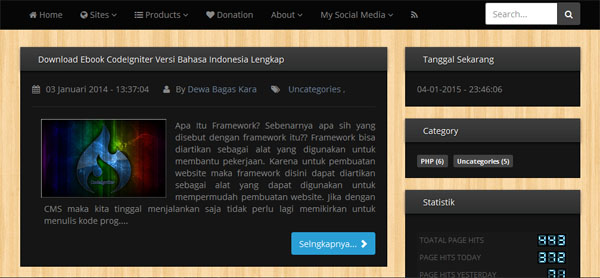 Home Sites Products Donation About My Social Media Search...
Download Ebook CodeIgniter Versi Bahasa Indonesia Lengkap
03 Januari 2014 - 13:37:04 By Dewa Bagas Kara Uncategories .
CodeIgniter
Apa Itu Framework? Sebenarnya apa sih yang
disebut dengan framework itu?? Framework bisa
diartikan sebagai alat yang digunakan untuk
membantu pekerjaan. Karena untuk pembuatan
website maka framework disini dapat diartikan
sebagai alat yang dapat digunakan untuk
mempermudah pembuatan website. Jika dengan
CMS maka kita tinggal menjalankan saja tidak perlu lagi memikirkan untuk
menulis kode prog....
Selngkapnya...
Tanggal Sekarang
04-01-2015 - 23:46:06
Category
PHP (6) Uncategories (5)
Statistik
TOATAL PAGE HITS 443
PAGE HITS TODAY 372
PAGE HITS YESTERDAY 71